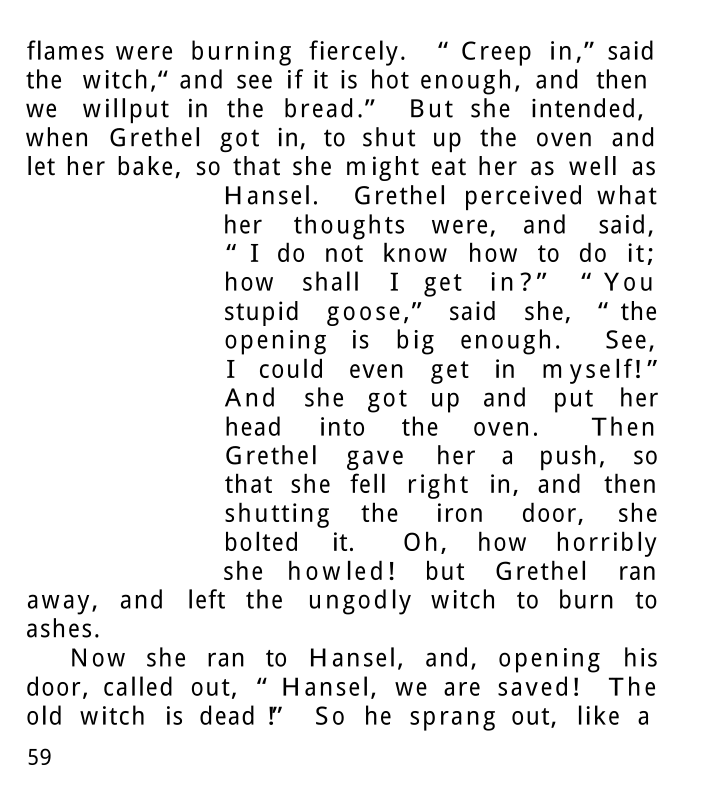 flames were burning fiercely. “ Creep in,” said
the witch,“ and see if it is hot enough, and then
we willput in the bread.” But she intended,
when Grethel got in, to shut up the oven and
let her bake, so that she might eat her as well as
Hansel. Grethel perceived what
her thoughts were, and said,
“ I do not know how to do it;
how shall I get in?” “ You
stupid goose,” said she, “ the
opening is big enough. See,
I could even get in myself!”
And she got up and put her
head into the oven. Then
Grethel gave her a push, so
that she fell right in, and then
shutting the iron door, she
bolted it. Oh, how horribly
she howled! but Grethel ran
away, and left the ungodly witch to burn to
ashes.
Now she ran to Hansel, and, opening his
door, called out, “ Hansel, we are saved! The
old witch is dead !” So he sprang out, like a
59